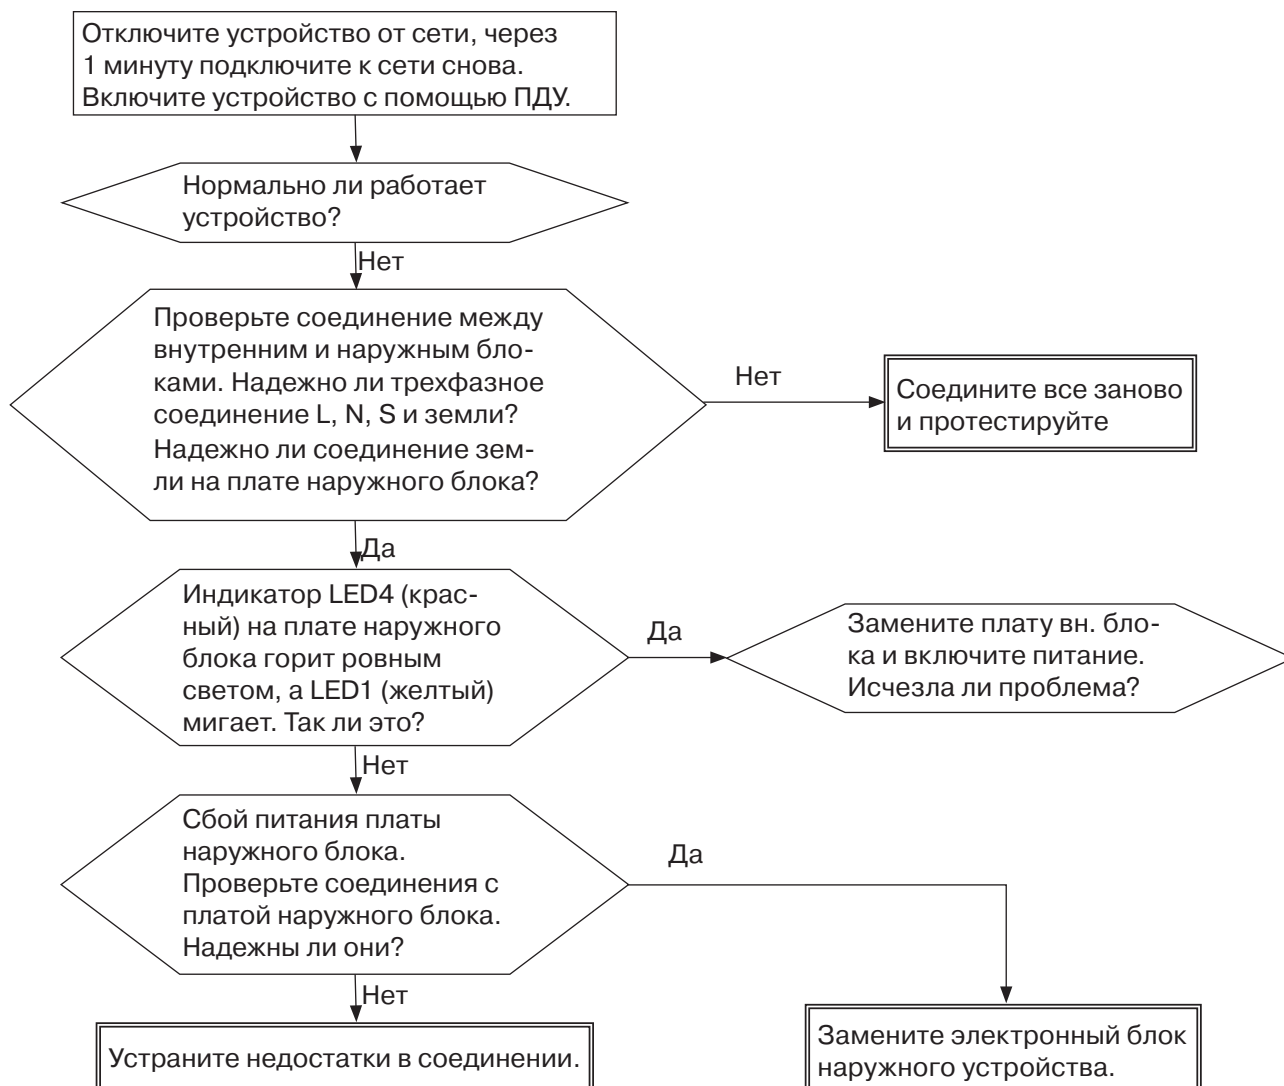 Отключите устройство от сети, через
1 минуту подключите к сети снова.
Включите устройство с помощью ПДУ.
Нормально ли работает
устройство?
Нет
Проверьте соединение между
внутренним и наружным бло-
ками. Надежно ли трехфазное
соединение L, N, S и земли?
Надежно ли соединение зем-
ли на плате наружного блока?
Нет
Соедините все заново
и протестируйте
Да
Индикатор LED4 (крас-
ный) на плате наружного
блока горит ровным
светом, а LED1 (желтый)
мигает. Так ли это?
Да
Замените плату вн. бло-
ка и включите питание.
Исчезла ли проблема?
Нет
Сбой питания платы
наружного блока.
Проверьте соединения с
платой наружного блока.
Надежны ли они?
Да
Нет
Устраните недостатки в соединении.
Замените электронный блок
наружного устройства.